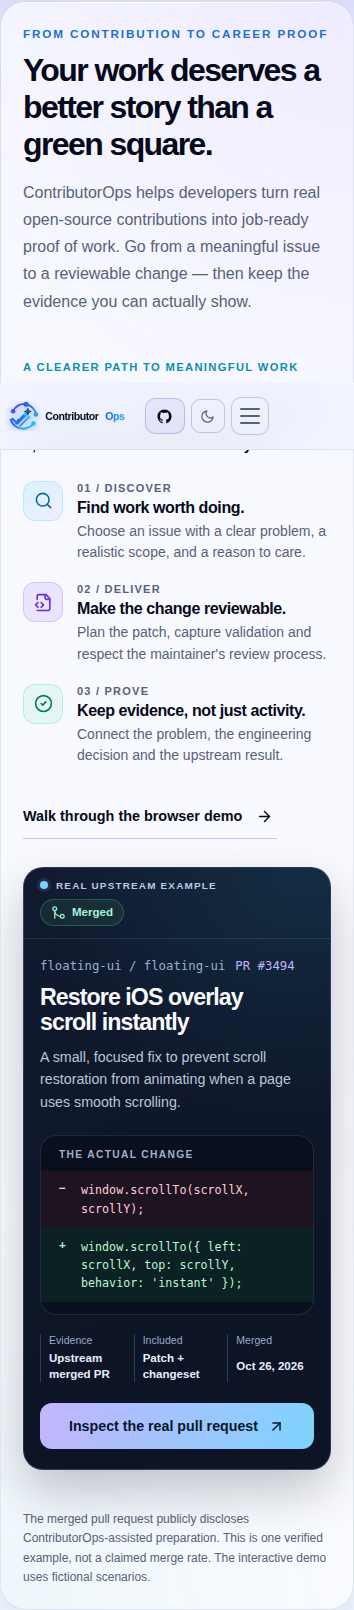 FROM CONTRIBUTION TO CAREER PROOF
Your work deserves a
better story than a
green square.
ContributorOps helps developers turn real
open-source contributions into job-ready
proof of work. Go from a meaningful issue
to a reviewable change — then keep the
evidence you can actually show.
A CLEARER PATH TO MEANINGFUL WORK
Contributor Ops
01 / DISCOVER
Find work worth doing.
Choose an issue with a clear problem, a
realistic scope, and a reason to care.
02 / DELIVER
Make the change reviewable.
Plan the patch, capture validation and
respect the maintainer's review process.
03 / PROVE
Keep evidence, not just activity.
Connect the problem, the engineering
decision and the upstream result.
Walk through the browser demo →
REAL UPSTREAM EXAMPLE
Merged
floating-ui / floating-ui PR #3494
Restore iOS overlay
scroll instantly
A small, focused fix to prevent scroll
restoration from animating when a page
uses smooth scrolling.
THE ACTUAL CHANGE
− window.scrollTo(scrollX,
scrollY);
+ window.scrollTo({ left:
scrollX, top: scrollY,
behavior: 'instant' });
Evidence Included Merged
Upstream Patch + Oct 26, 2026
merged PR changeset
Inspect the real pull request ↗
The merged pull request publicly discloses
ContributorOps-assisted preparation. This is one verified
example, not a claimed merge rate. The interactive demo
uses fictional scenarios.